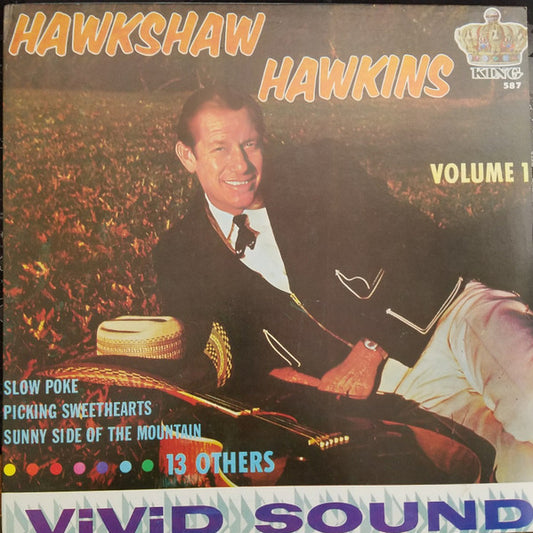 HAWKSHAW
HAWKINS
KING
587
VOLUME 1
SLOW POKE
PICKING SWEETHEARTS
SUNNY SIDE OF THE MOUNTAIN
13 OTHERS
ViViD SOUND